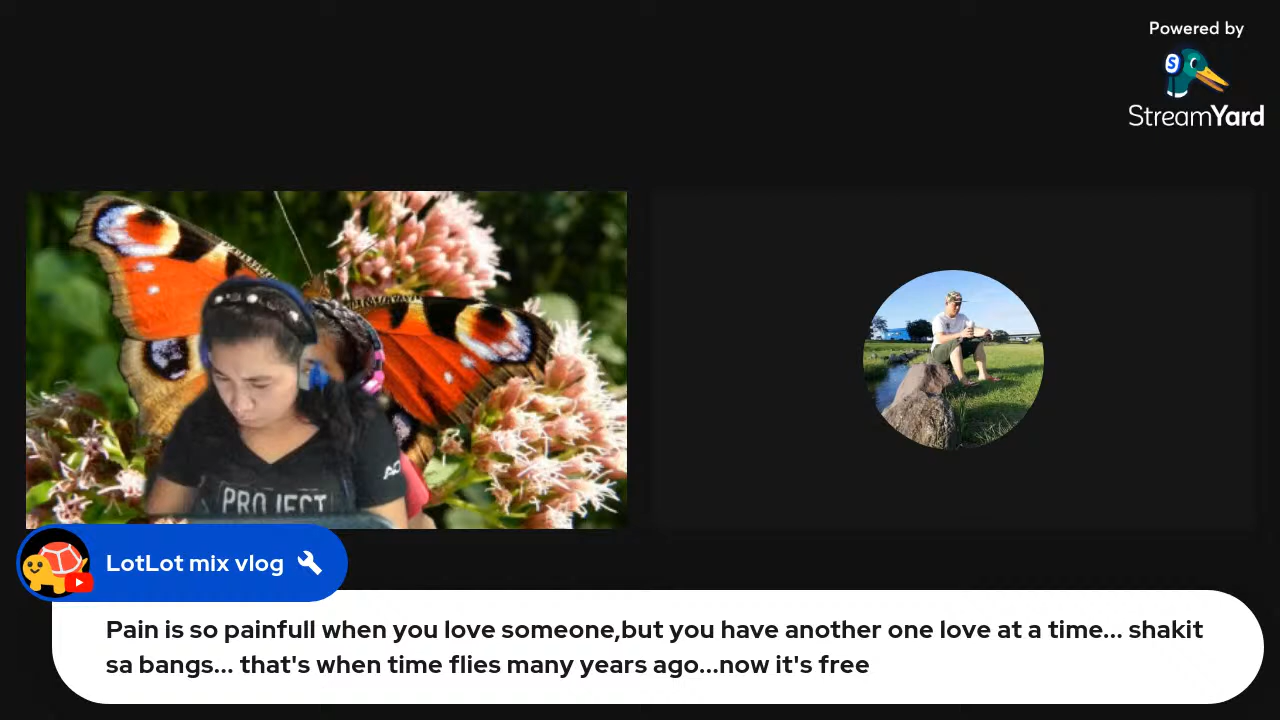 Powered by
S
StreamYard
PROJECT
LotLot mix vlog
Pain is so painfull when you love someone,but you have another one love at a time... shakit
sa bangs... that's when time flies many years ago...now it's free